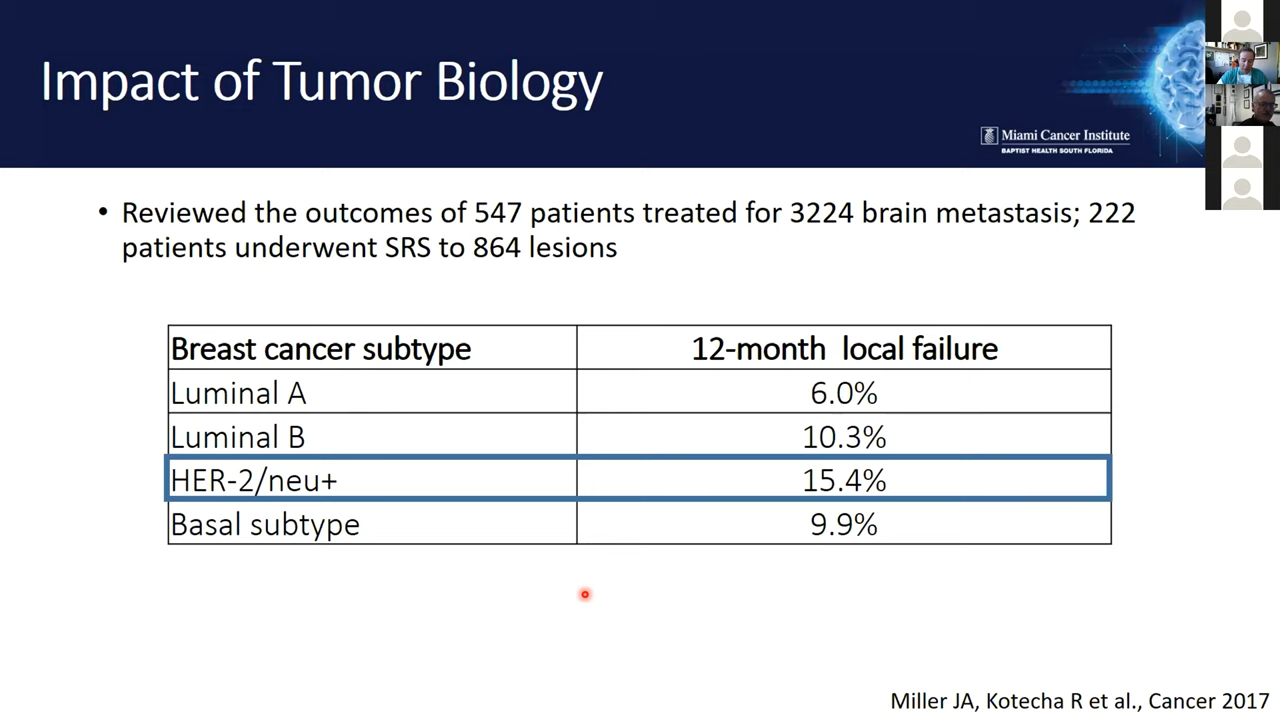 Impact of Tumor Biology
Miami Cancer Institute
BAPTIST HEALTH SOUTH FLORIDA
• Reviewed the outcomes of 547 patients treated for 3224 brain metastasis; 222
patients underwent SRS to 864 lesions
Breast cancer subtype 12-month local failure
Luminal A 6.0%
Luminal B 10.3%
HER-2/neu+ 15.4%
Basal subtype 9.9%
Miller JA, Kotecha R et al., Cancer 2017